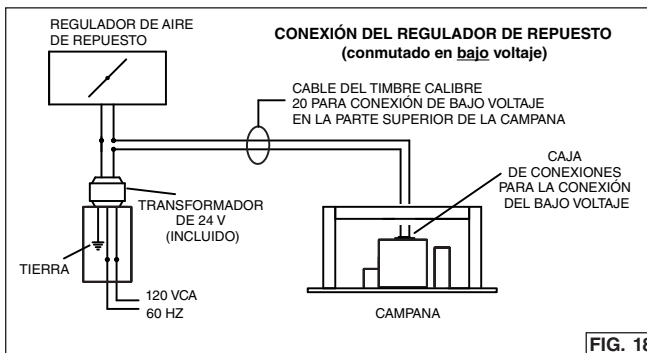 REGULADOR DE AIRE
DE REPUESTO
CONEXIÓN DEL REGULADOR DE REPUESTO
(conmutado en bajo voltaje)
CABLE DEL TIMBRE CALIBRE
20 PARA CONEXIÓN DE BAJO VOLTAJE
EN LA PARTE SUPERIOR DE LA CAMPANA
CAJA
DE CONEXIONES
PARA LA CONEXIÓN
DEL BAJO VOLTAJE
TRANSFORMADOR
DE 24 V
(INCLUIDO)
TIERRA
120 VCA
60 HZ
CAMPANA
FIG. 18